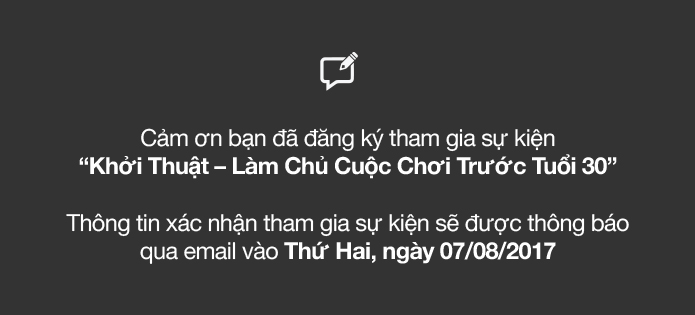 Cảm ơn bạn đã đăng ký tham gia sự kiện
“Khởi Thuật – Làm Chủ Cuộc Chơi Trước Tuổi 30”
Thông tin xác nhận tham gia sự kiện sẽ được thông báo
qua email vào Thứ Hai, ngày 07/08/2017